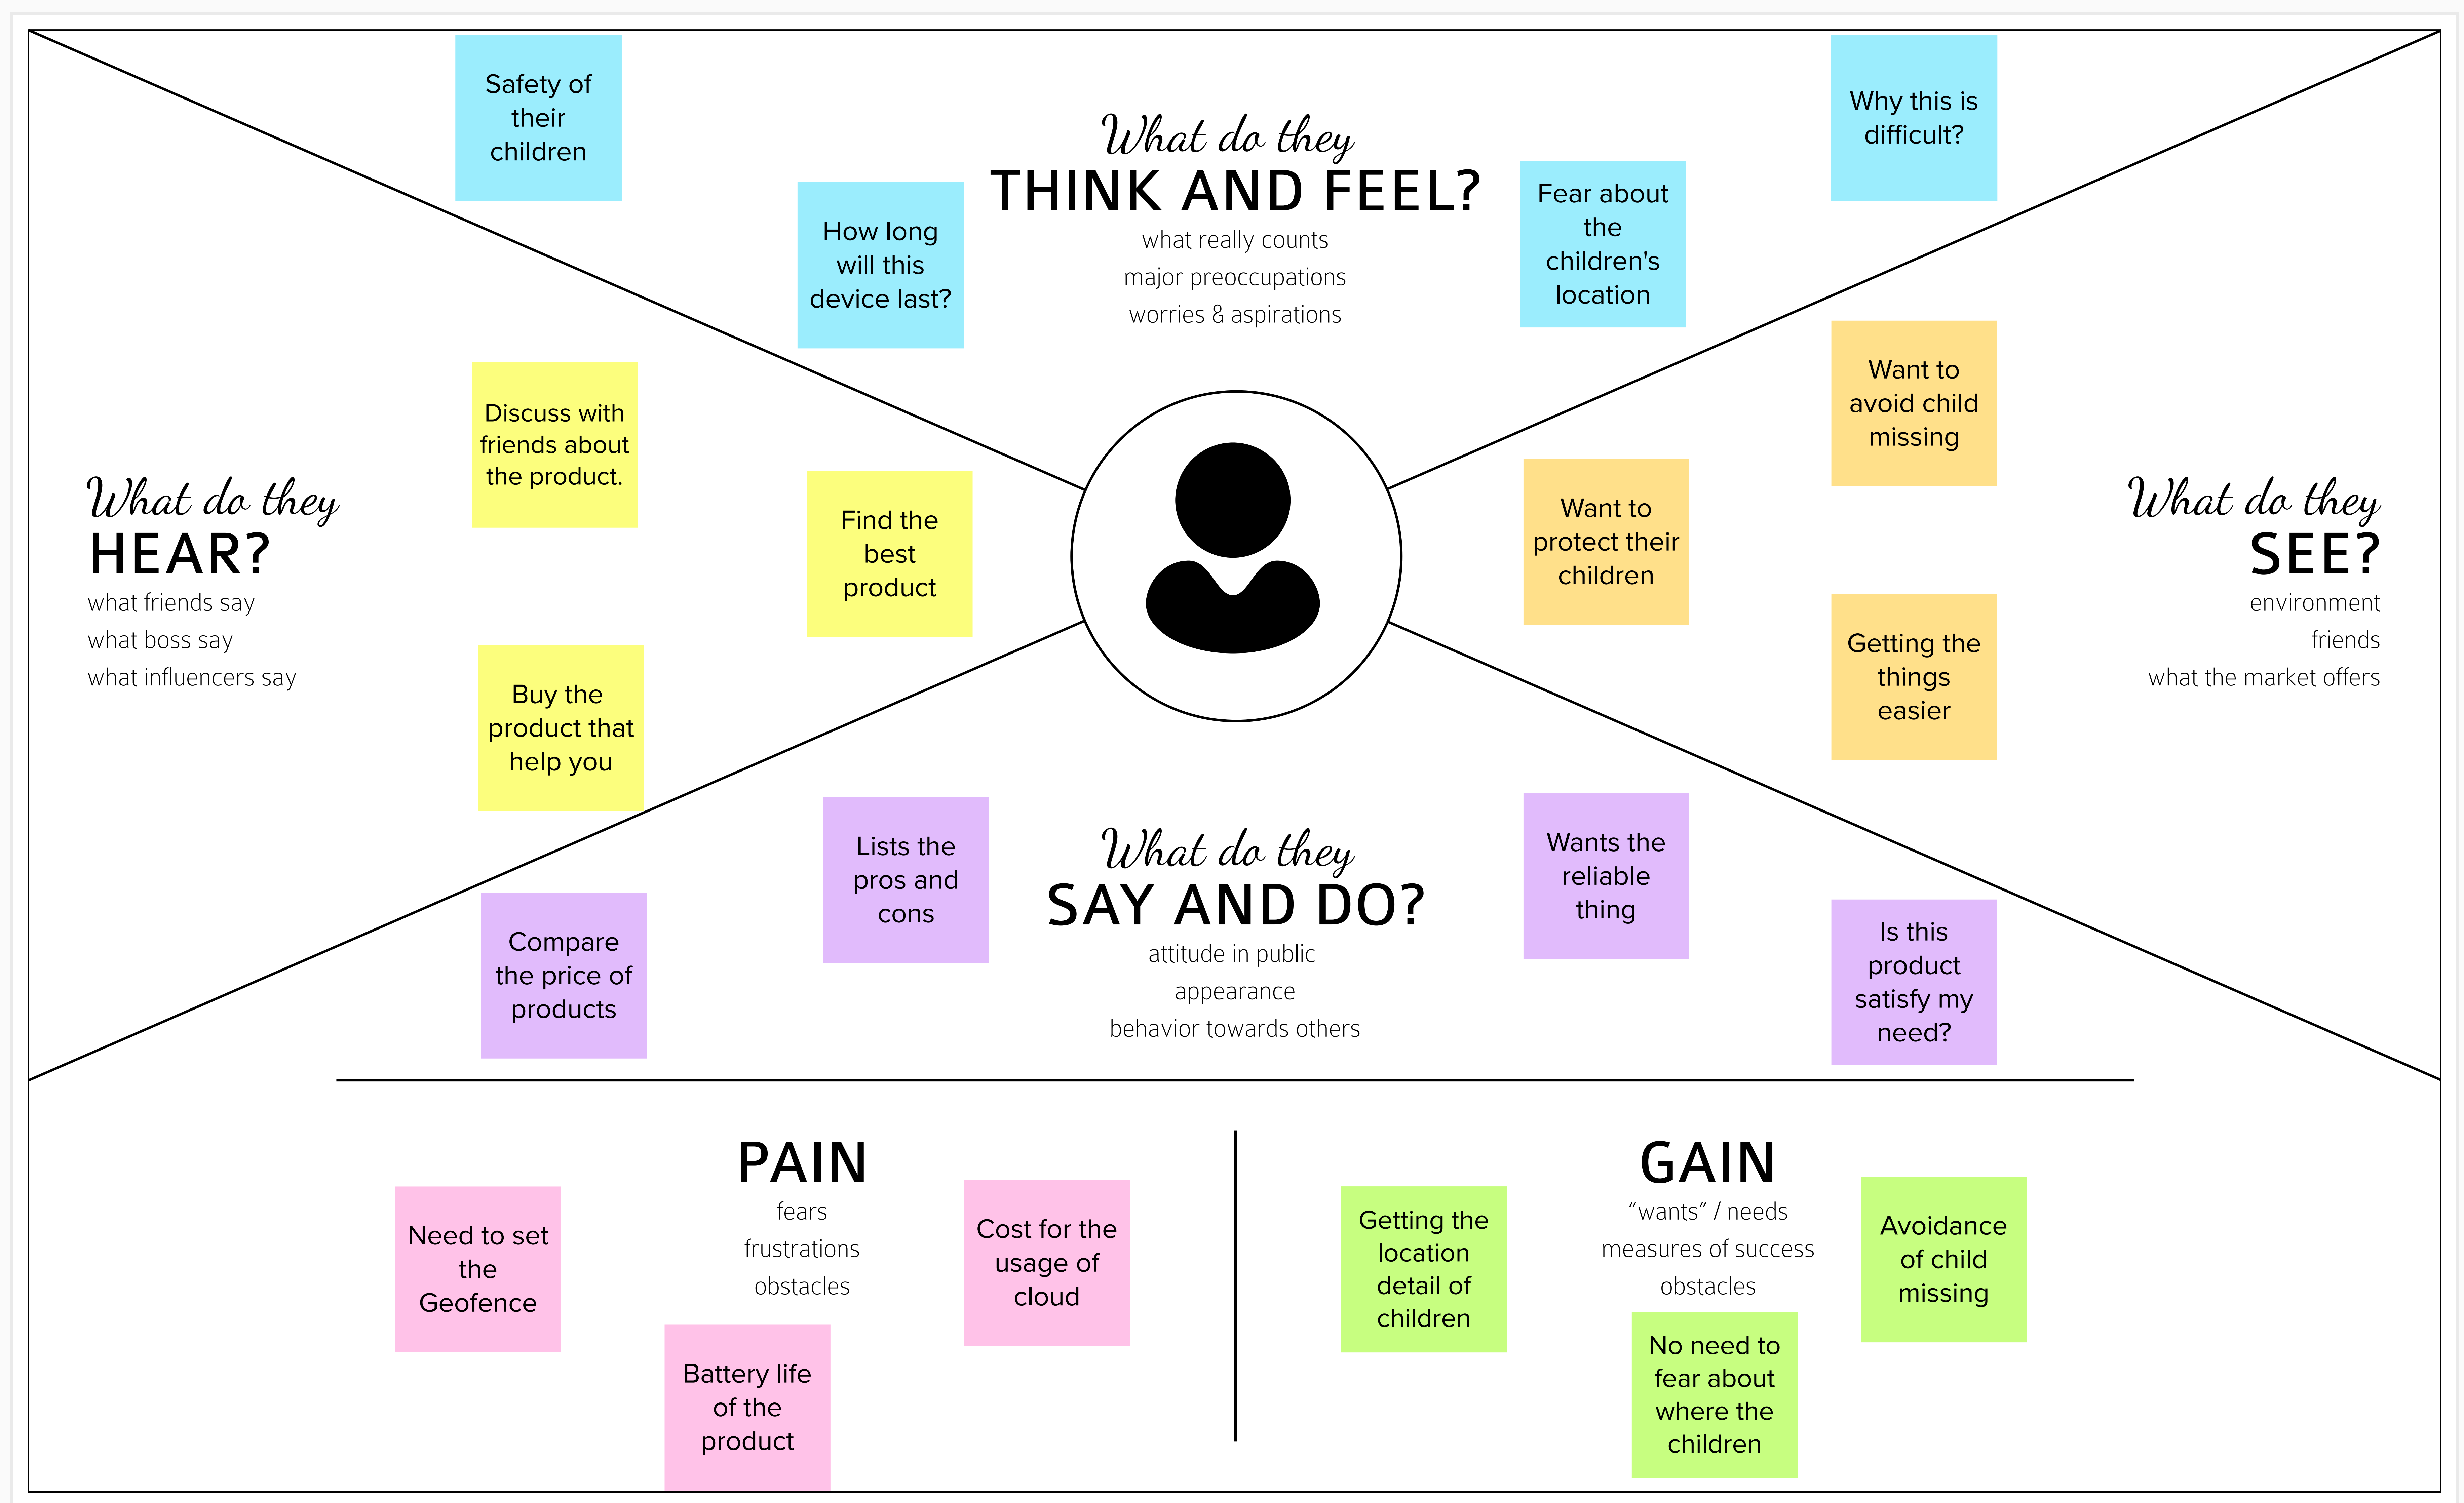 Safety of
their
children
How long
will this
device last?
What do they
THINK AND FEEL?
what really counts
major preoccupations
worries & aspirations
Fear about
the
children's
location
Why this is
difficult?
What do they
HEAR?
what friends say
what boss say
what influencers say
Discuss with
friends about
the product.
Find the
best
product
Buy the
product that
help you
Want to
avoid child
missing
Want to
protect their
children
Getting the
things
easier
What do they
SEE?
environment
friends
what the market offers
Compare
the price of
products
Lists the
pros and
cons
What do they
SAY AND DO?
attitude in public
appearance
behavior towards others
Wants the
reliable
thing
Is this
product
satisfy my
need?
PAIN
fears
frustrations
obstacles
Need to set
the
Geofence
Battery life
of the
product
Cost for the
usage of
cloud
GAIN
“wants” / needs
measures of success
obstacles
Getting the
location
detail of
children
No need to
fear about
where the
children
Avoidance
of child
missing